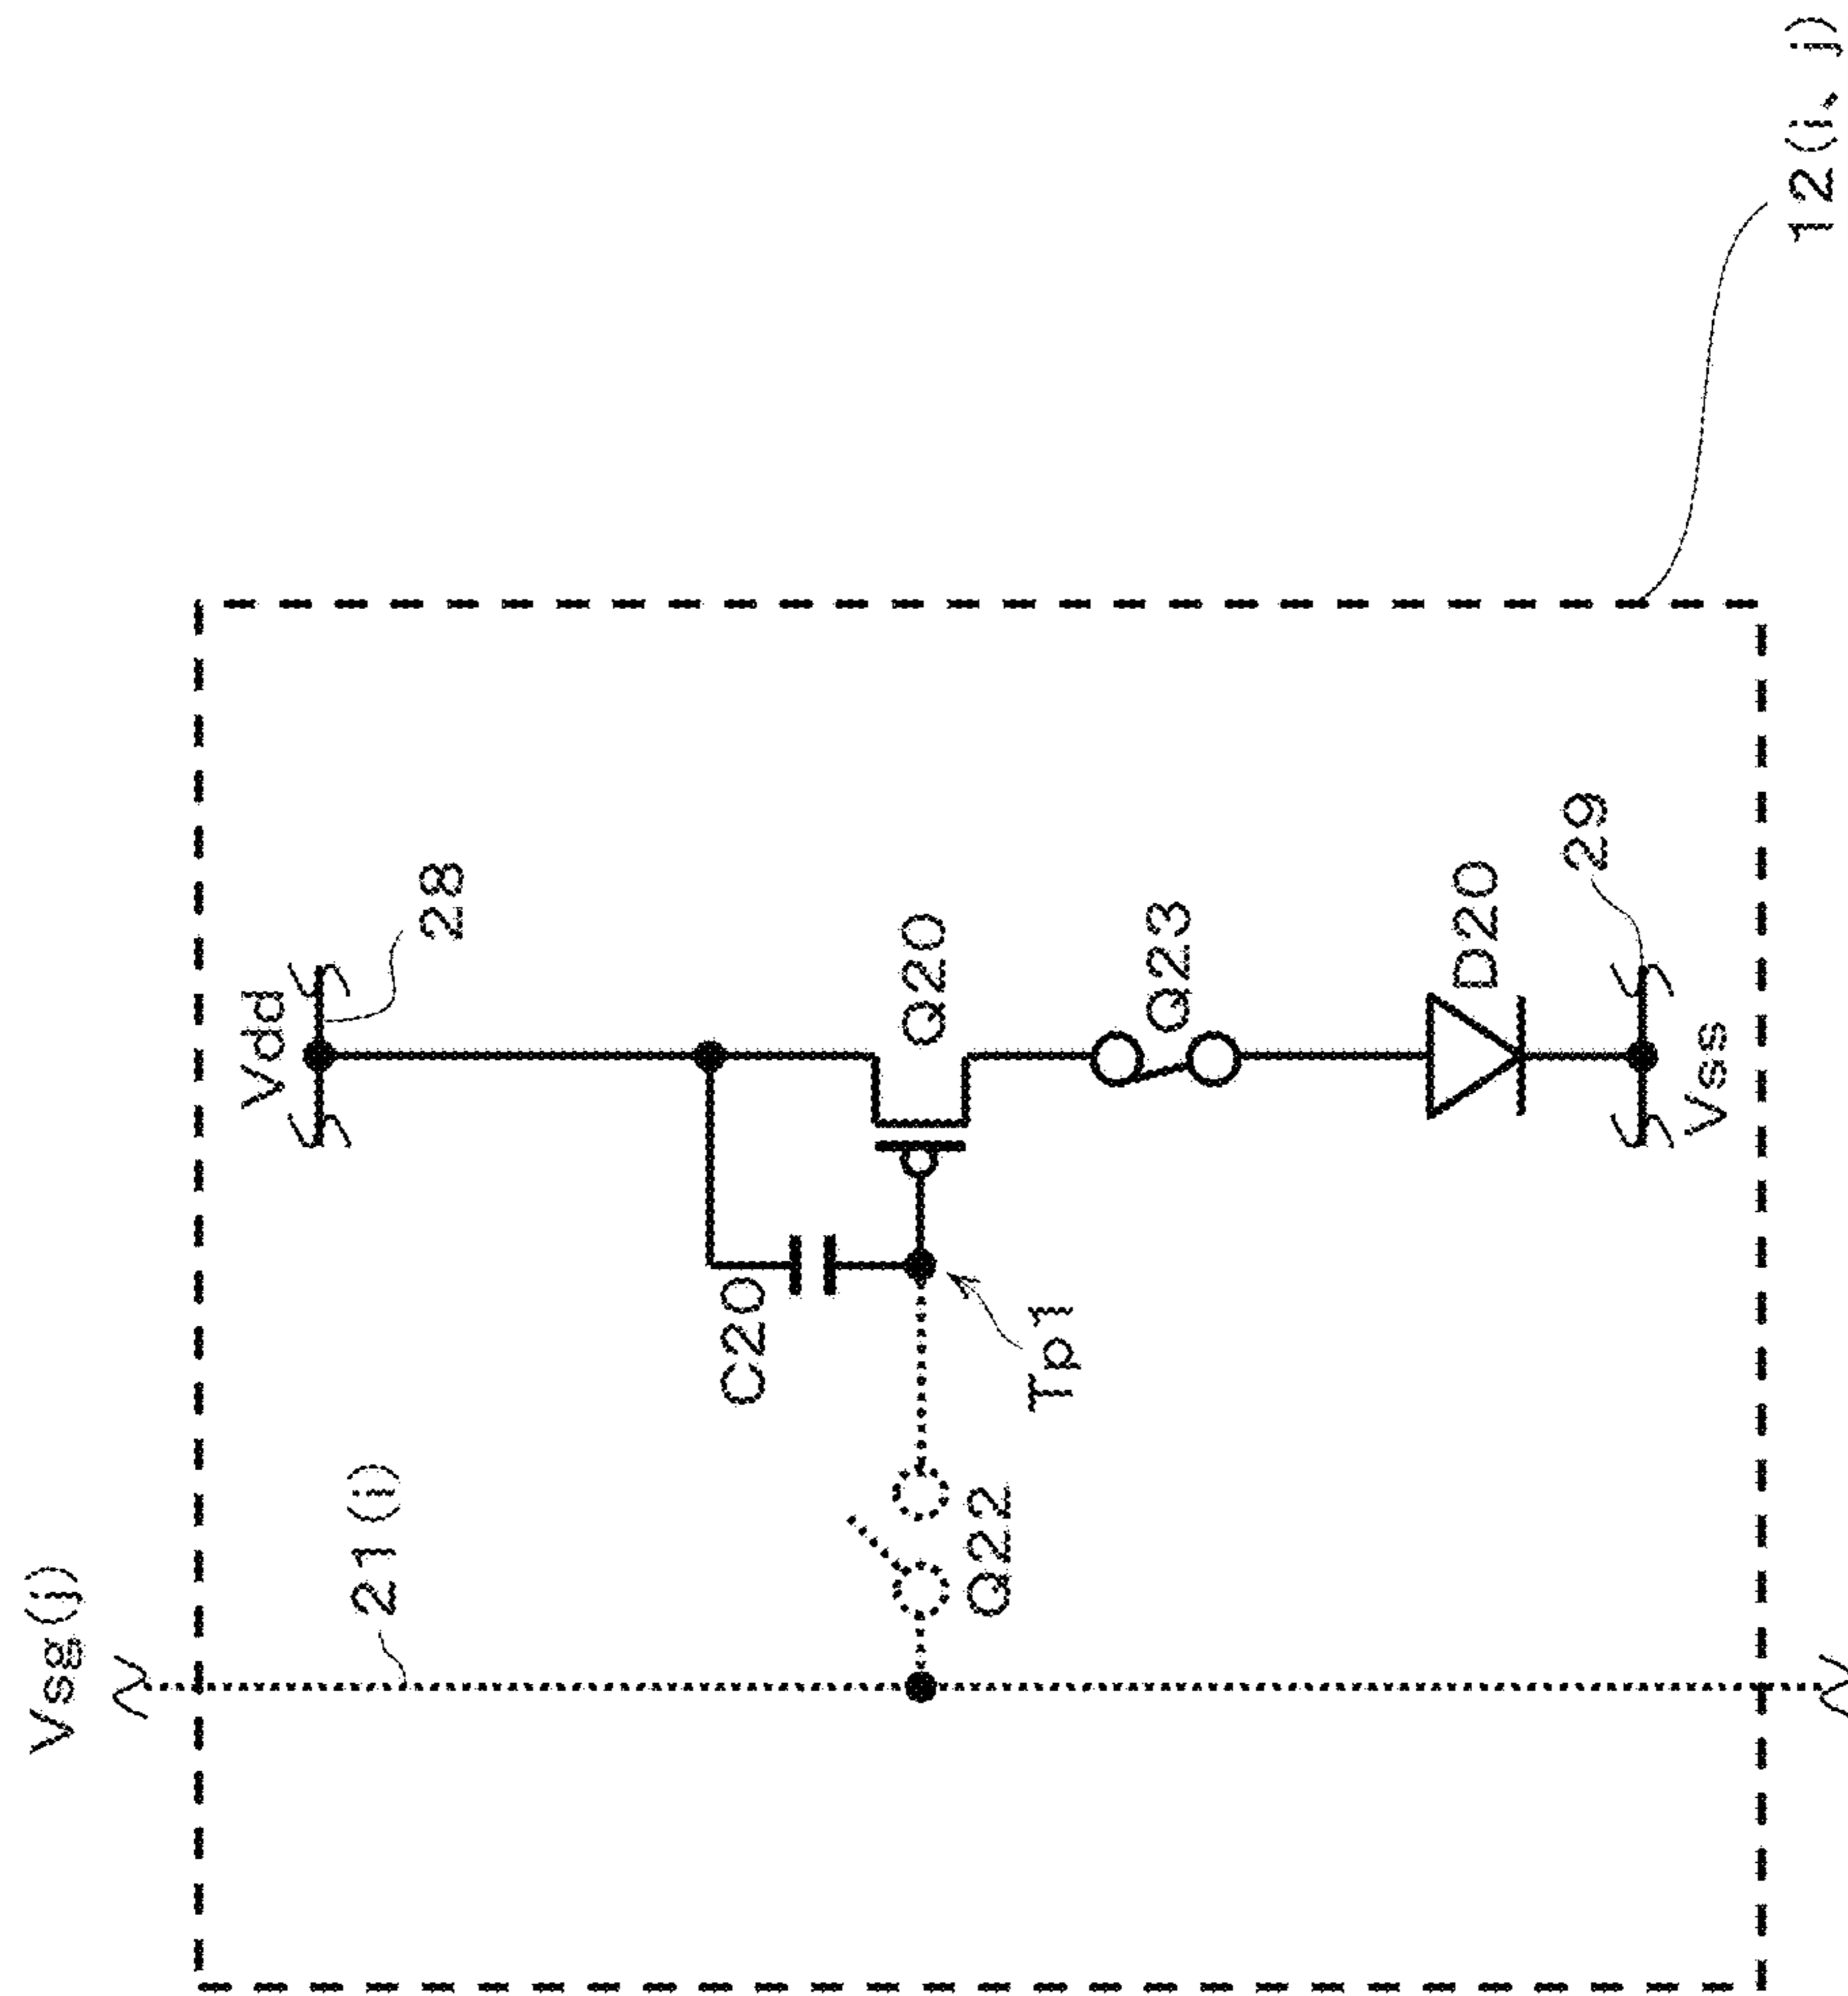 Vsg(j)
21(i)
Vdd
28
C20
Q20
Tp1
Q22
Q23
D20
29
Vss
12(i、j)